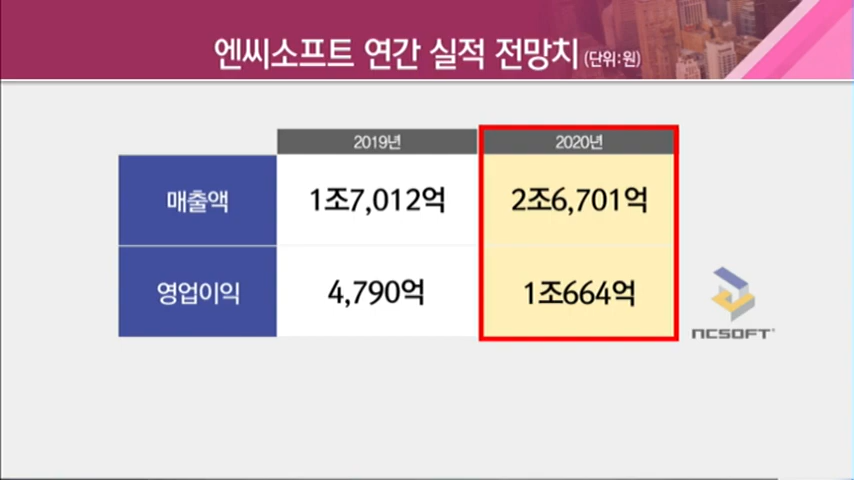 엔씨소프트 연간 실적 전망치 (단위:원)
2019년 2020년
매출액 1조7,012억 2조6,701억
영업이익 4,790억 1조664억
NCSOFT